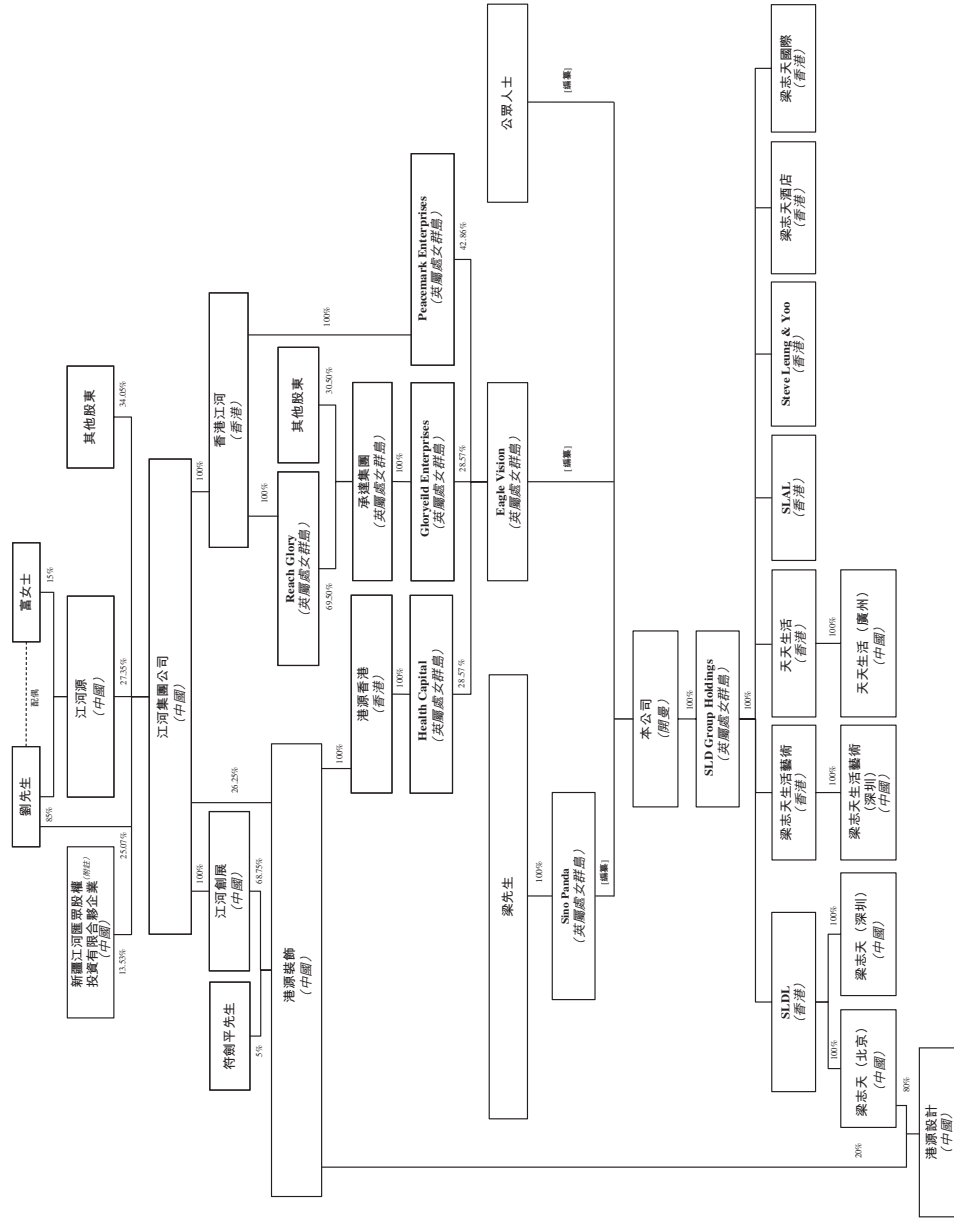 劉先生
配偶
富女士
85%
15%
新疆江河匯眾股權
投資有限合夥企業(附註)
(中國)
江河源
(中國)
其他股東
13.53%
25.07%
27.35%
34.05%
江河集團公司
(中國)
100%
100%
符劍平先生
江河創展
(中國)
26.25%
香港江河
(香港)
5%
68.75%
100%
100%
港源裝飾
(中國)
Reach Glory
(英屬處女群島)
其他股東
69.50%
30.50%
100%
港源香港
(香港)
承達集團
(英屬處女群島)
100%
100%
Health Capital
(英屬處女群島)
Gloryeild Enterprises
(英屬處女群島)
Peacemark Enterprises
(英屬處女群島)
28.57%
28.57%
42.86%
梁先生
Eagle Vision
(英屬處女群島)
公眾人士
100%
Sino Panda
(英屬處女群島)
[編纂]
[編纂]
[編纂]
本公司
(開曼)
100%
SLD Group Holdings
(英屬處女群島)
100%
SLDL
(香港)
梁志天生活藝術
(香港)
天天生活
(香港)
SLAL
(香港)
Steve Leung & Yoo
(香港)
梁志天酒店
(香港)
梁志天國際
(香港)
100%
100%
100%
100%
梁志天（北京）
(中國)
梁志天（深圳）
(中國)
梁志天生活藝術
（深圳）
(中國)
天天生活（廣州）
(中國)
20%
80%
港源設計
(中國)